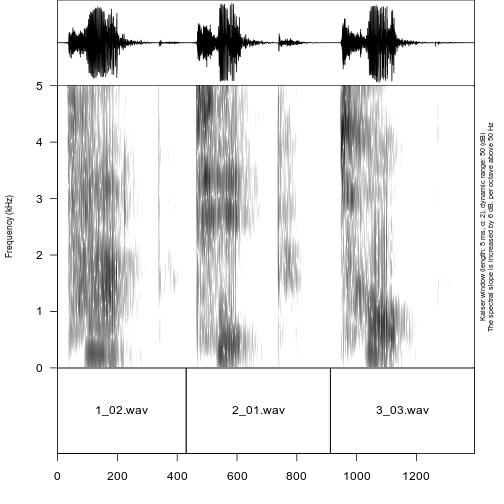 5
4
3
2
1
0
Frequency (kHz)
Kaiser window (length: 5 ms, α: 2), dynamic range: 50 (dB)
The spectral slope is increased by 6 dB. per octave above 50 Hz
1_02.wav 2_01.wav 3_03.wav
0 200 400 600 800 1000 1200